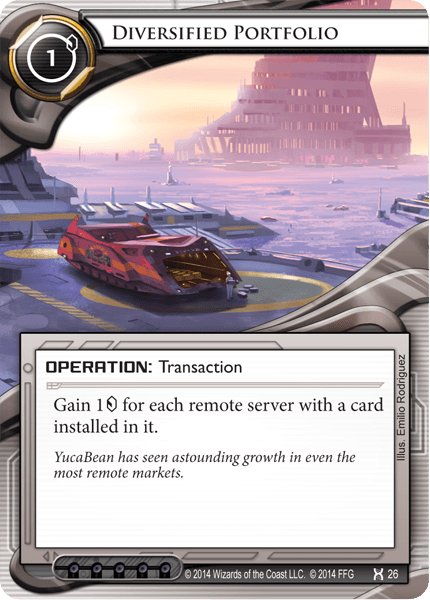 1
DIVERSIFIED PORTFOLIO
OPERATION: Transaction
Gain 1 for each remote server with a card
installed in it.
YucaBean has seen astounding growth in even the
most remote markets.
Illus. Emilio Rodriguez
© 2014 Wizards of the Coast LLC. © 2014 FFG 26